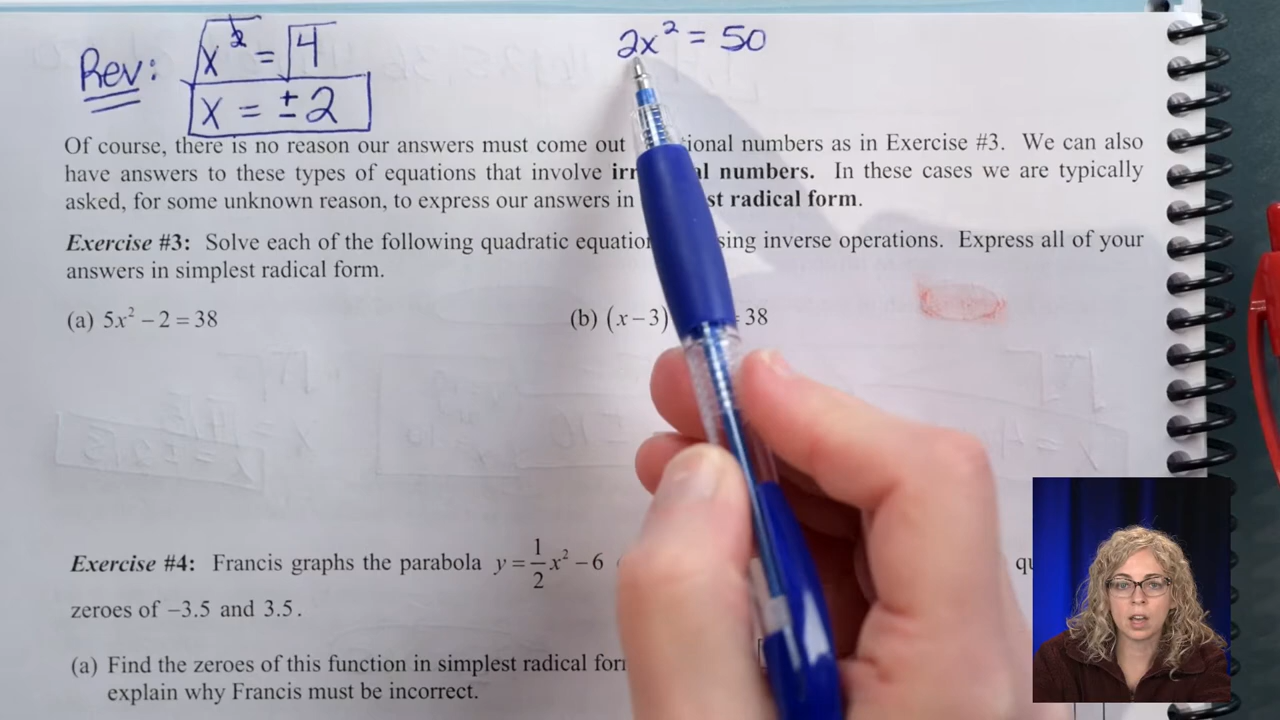 Rev: √x² = √4
x = ±2
2x² = 50
Of course, there is no reason our answers must come out ional numbers as in Exercise #3. We can also
have answers to these types of equations that involve irr l numbers. In these cases we are typically
asked, for some unknown reason, to express our answers in st radical form.
Exercise #3: Solve each of the following quadratic equatio sing inverse operations. Express all of your
answers in simplest radical form.
(a) 5x² − 2 = 38
(b) (x − 3) = 38
Exercise #4: Francis graphs the parabola y = 1/2 x² − 6
zeroes of −3.5 and 3.5.
(a) Find the zeroes of this function in simplest radical for
explain why Francis must be incorrect.